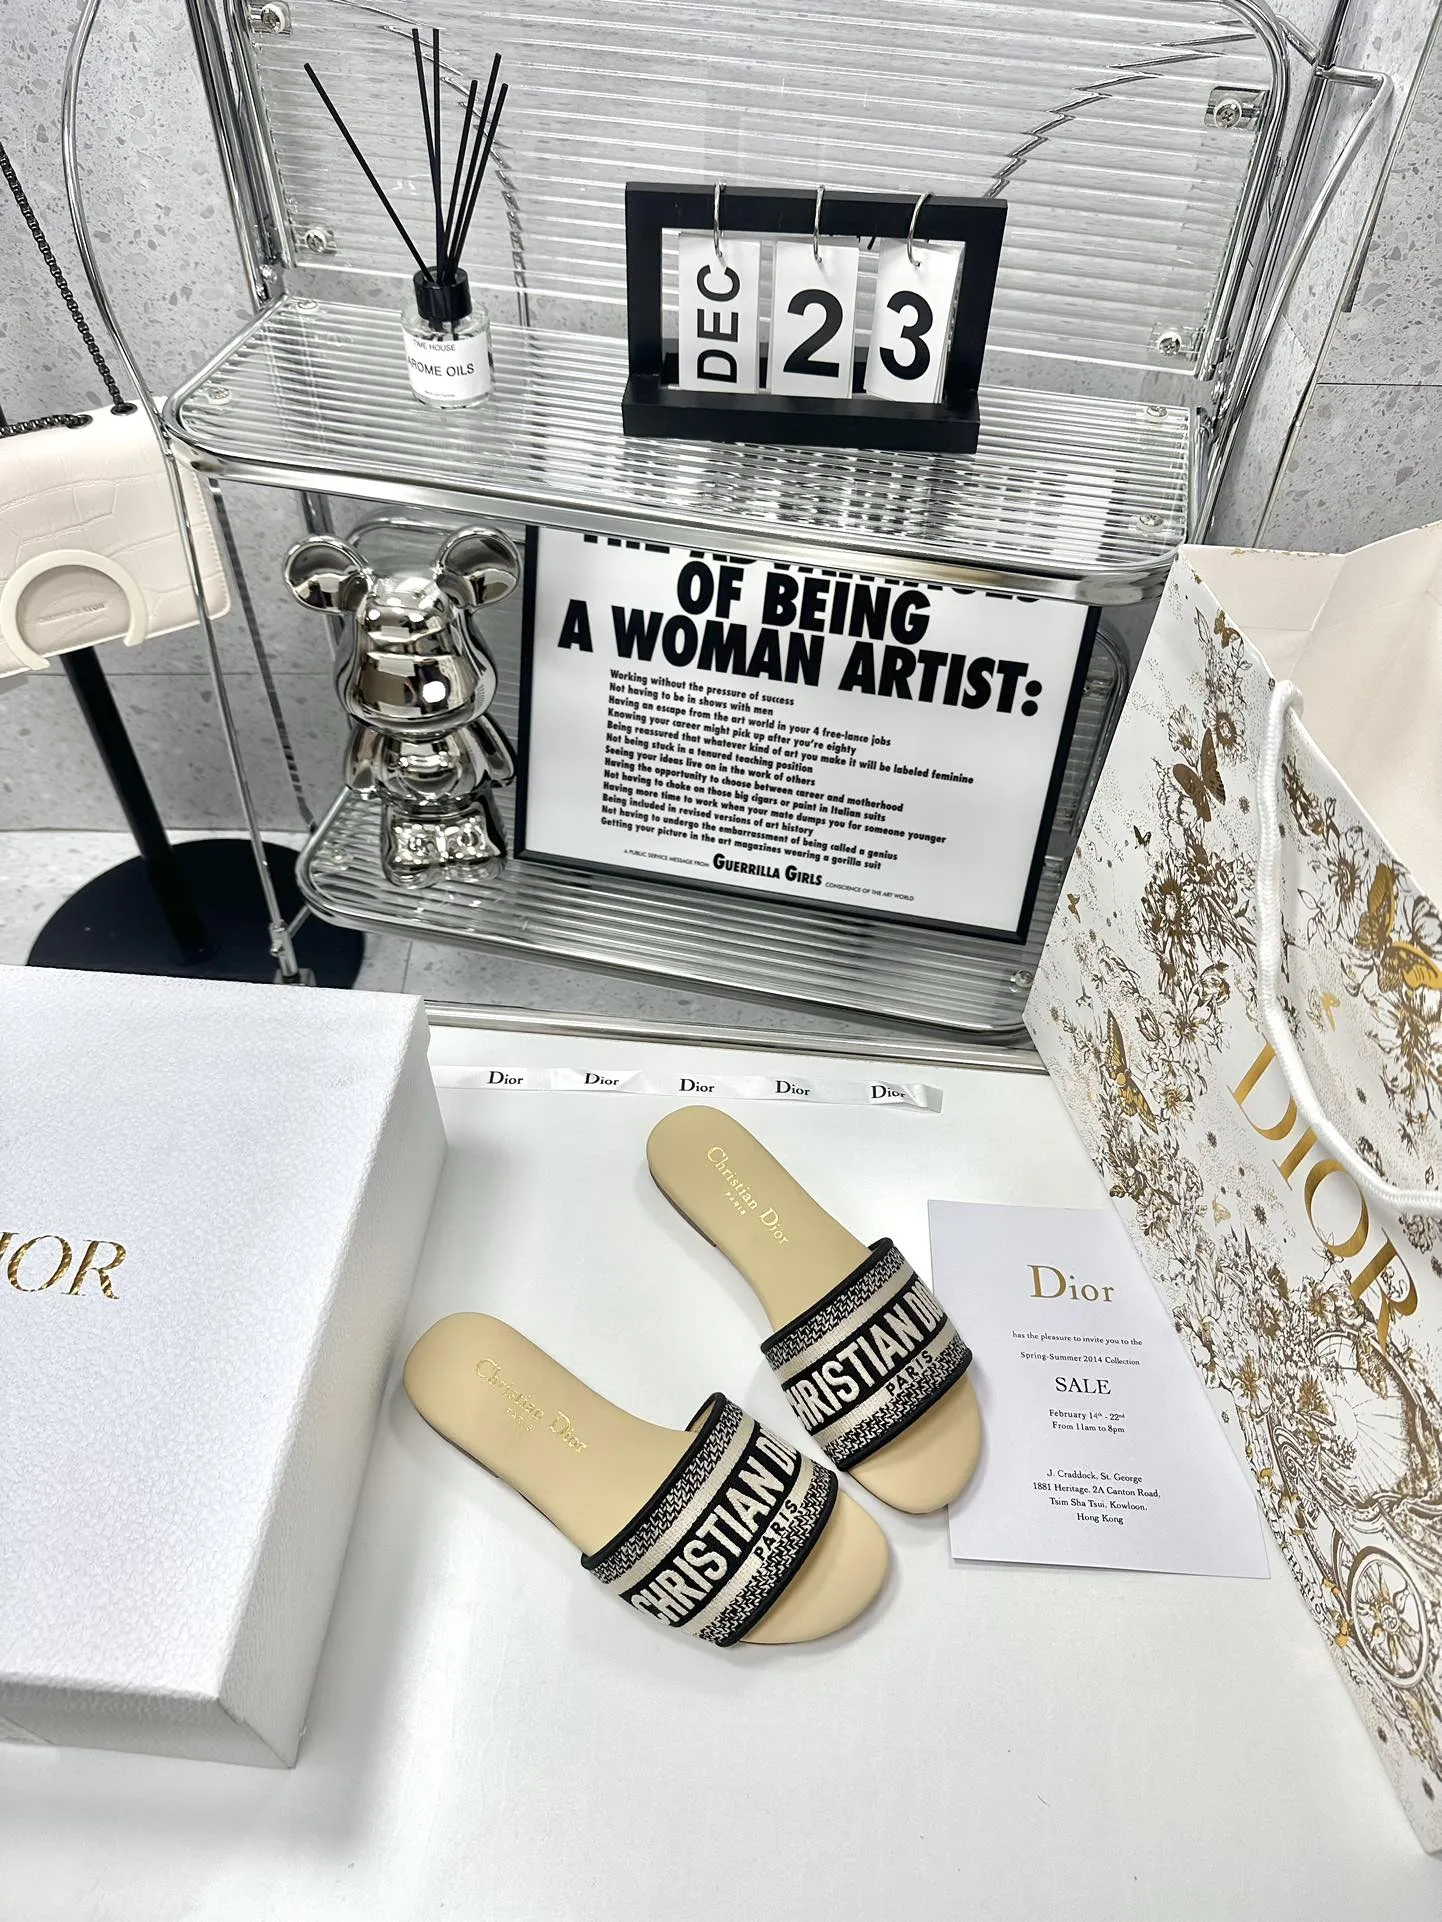 TIME HOUSE
AROME OILS
DEC 23
OF BEING
A WOMAN ARTIST:
Working without the pressure of success
Not having to be in shows with men
Having an escape from the art world in your 4 free-lance jobs
Knowing your career might pick up after you're eighty
Being reassured that whatever kind of art you make it will be labeled feminine
Not being stuck in a tenured teaching position
Seeing your ideas live on in the work of others
Having the opportunity to choose between career and motherhood
Not having to choke on those big cigars or paint in Italian suits
Having more time to work when your mate dumps you for someone younger
Being included in revised versions of art history
Not having to undergo the embarrassment of being called a genius
Getting your picture in the art magazines wearing a gorilla suit
A PUBLIC SERVICE MESSAGE FROM GUERRILLA GIRLS CONSCIENCE OF THE ART WORLD
Dior Dior Dior Dior Dior
IOR
Christian Dior
PARIS
HRISTIAN DIO
PARIS
Christian Dior
PARIS
CHRISTIAN D
PARIS
Dior
has the pleasure to invite you to the
Spring-Summer 2014 Collection
SALE
February 14th - 22nd
From 11am to 8pm
J. Craddock, St. George
1881 Heritage, 2A Canton Road,
Tsim Sha Tsui, Kowloon,
Hong Kong
DIOR